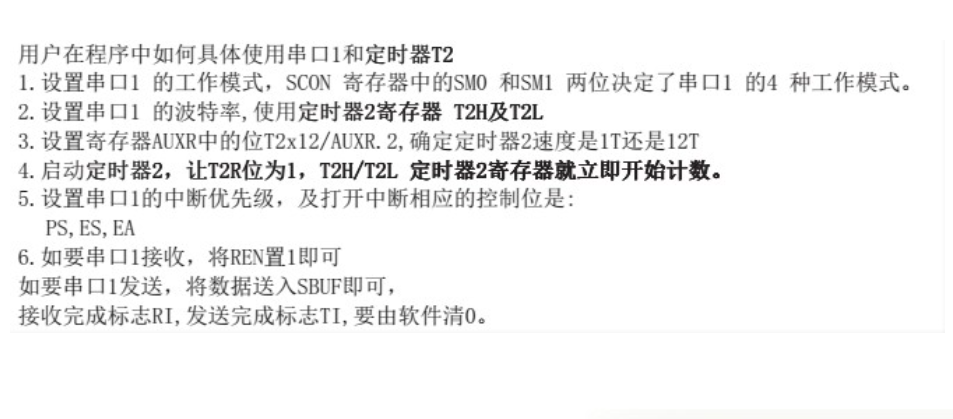 用户在程序中如何具体使用串口1和定时器T2
1.设置串口1 的工作模式，SCON 寄存器中的SM0 和SM1 两位决定了串口1 的4 种工作模式。
2.设置串口1 的波特率,使用定时器2寄存器 T2H及T2L
3.设置寄存器AUXR中的位T2x12/AUXR.2,确定定时器2速度是1T还是12T
4.启动定时器2，让T2R位为1，T2H/T2L 定时器2寄存器就立即开始计数。
5.设置串口1的中断优先级，及打开中断相应的控制位是:
PS,ES,EA
6.如要串口1接收，将REN置1即可
如要串口1发送，将数据送入SBUF即可，
接收完成标志RI,发送完成标志TI,要由软件清0。